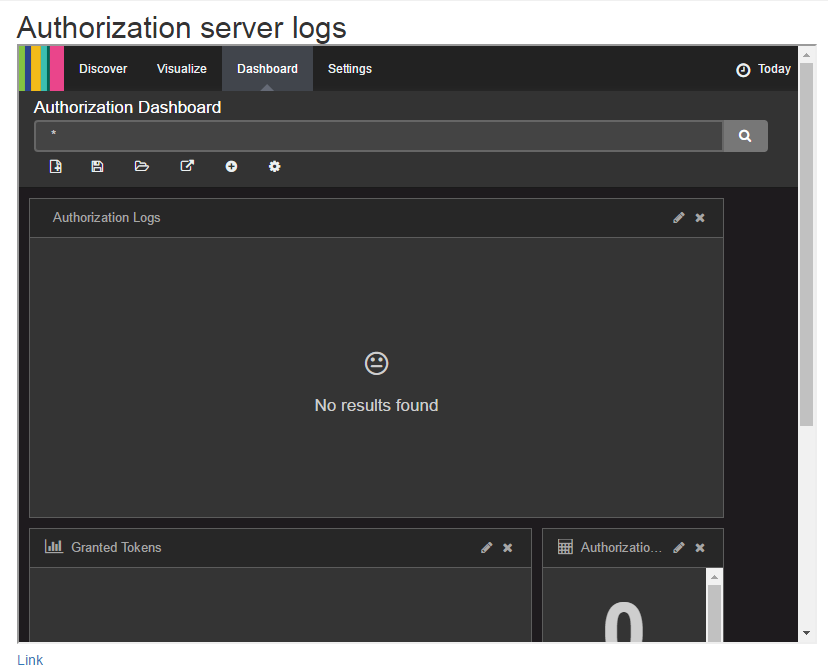 Authorization server logs
Discover Visualize Dashboard Settings Today
Authorization Dashboard
*
Authorization Logs
No results found
Granted Tokens
Authorizatio...
0
Link